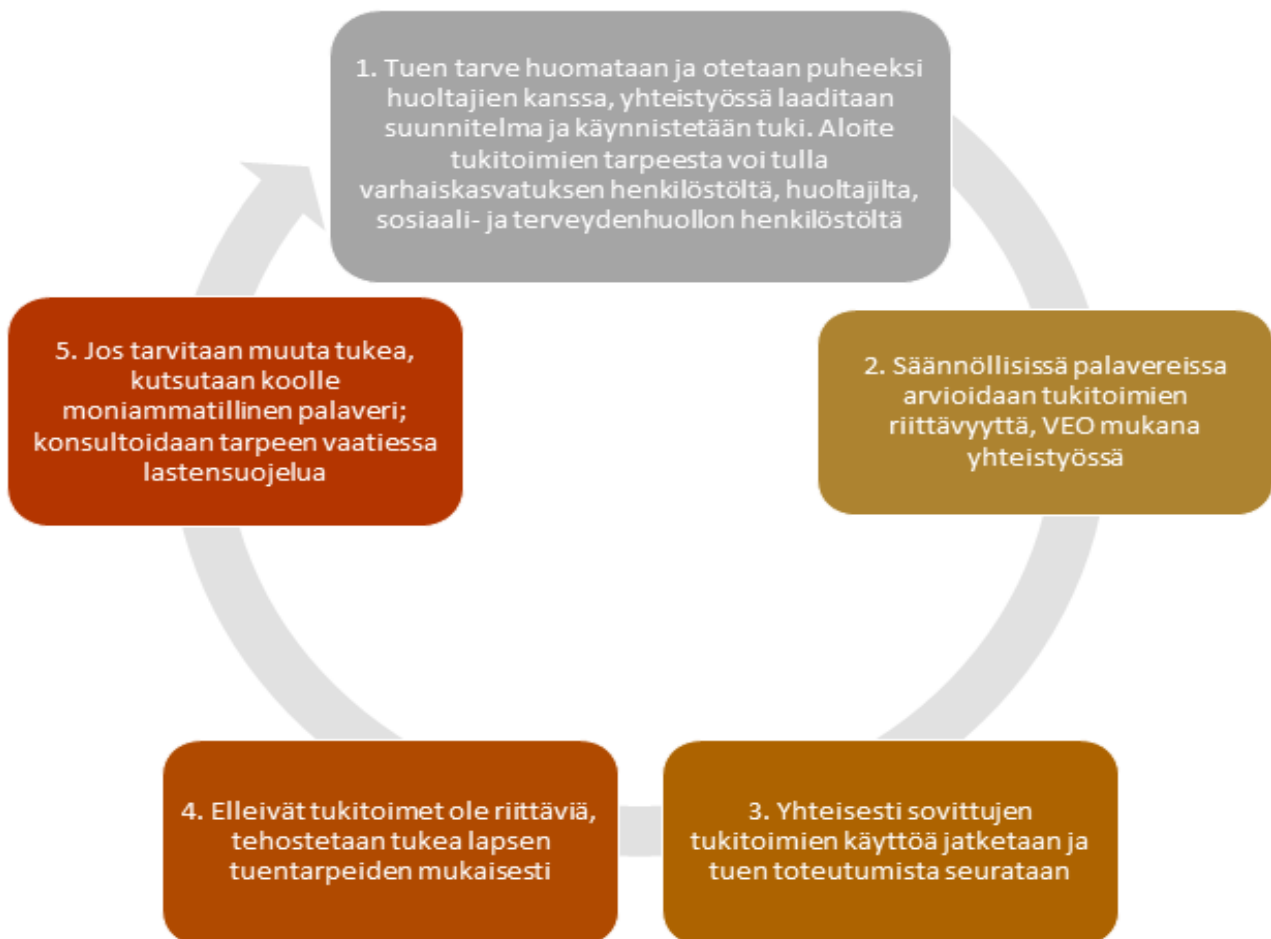 1. Tuen tarve huomataan ja otetaan puheeksi
huoltajien kanssa, yhteistyössä laaditaan
suunnitelma ja käynnistetään tuki. Aloite
tukitoimien tarpeesta voi tulla
varhaiskasvatuksen henkilöstöltä, huoltajilta,
sosiaali- ja terveydenhuollon henkilöstöltä
2. Säännöllisissä palavereissa
arvioidaan tukitoimien
riittävyyttä, VEO mukana
yhteistyössä
3. Yhteisesti sovittujen
tukitoimien käyttöä jatketaan ja
tuen toteutumista seurataan
4. Elleivät tukitoimet ole riittäviä,
tehostetaan tukea lapsen
tuentarpeiden mukaisesti
5. Jos tarvitaan muuta tukea,
kutsutaan koolle
moniammatillinen palaveri;
konsultoidaan tarpeen vaatiessa
lastensuojelua